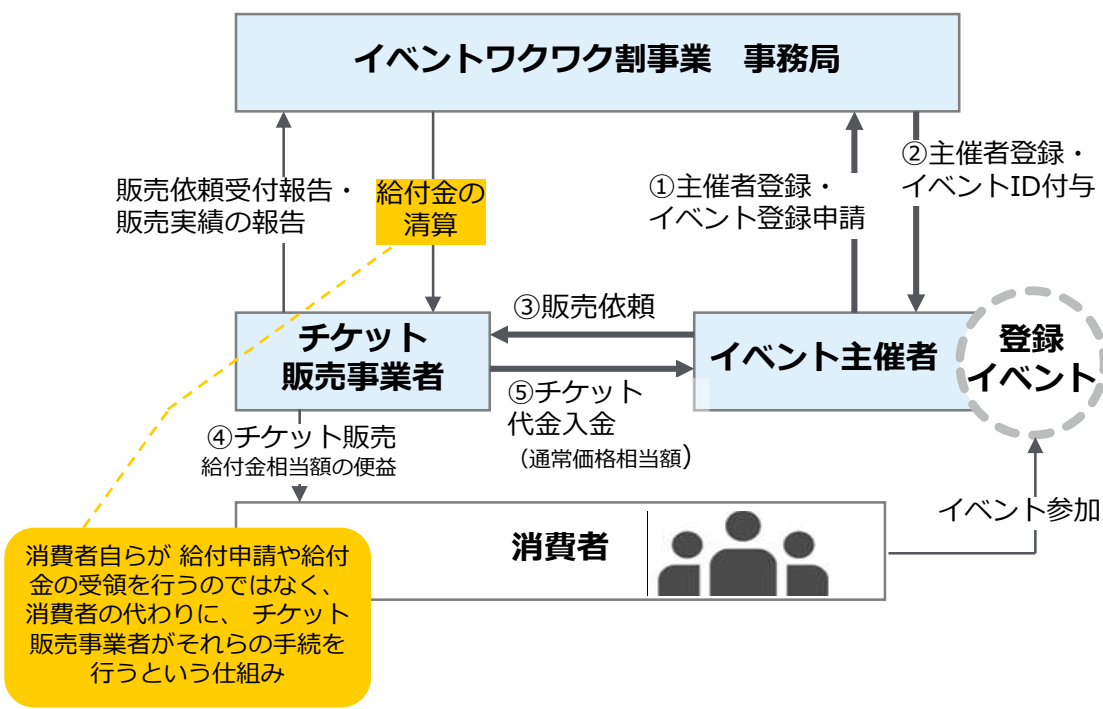 イベントワクワク割事業　事務局
販売依頼受付報告・
販売実績の報告
給付金の
清算
①主催者登録・
イベント登録申請
②主催者登録・
イベントID付与
チケット
販売事業者
③販売依頼
⑤チケット
代金入金
（通常価格相当額）
イベント主催者
登録
イベント
④チケット販売
給付金相当額の便益
消費者
イベント参加
消費者自らが 給付申請や給付
金の受領を行うのではなく、
消費者の代わりに、 チケット
販売事業者がそれらの手続を
行うという仕組み